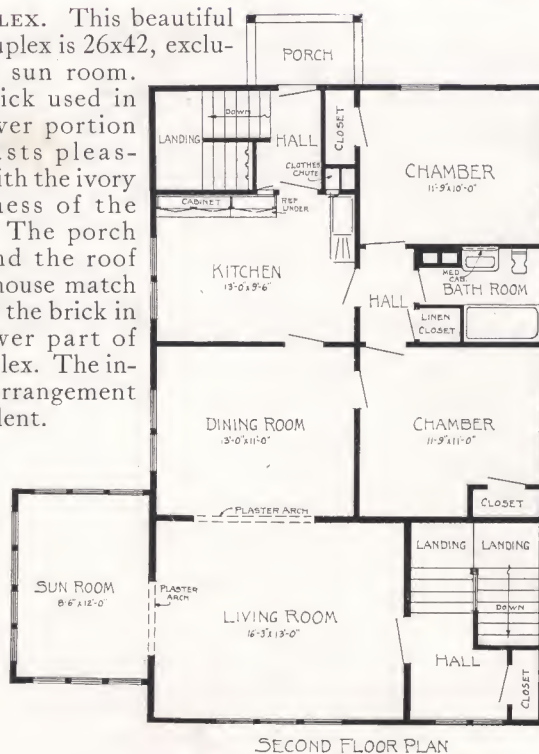 LEX. This beautiful
uplex is 26x42, exclu-
sun room.
ick used in
ver portion
sts pleas-
ith the ivory
ness of the
The porch
nd the roof
house match
the brick in
wer part of
lex. The in-
rrangement
lent.
PORCH
DOWN
LANDING
HALL
CLOSET
CLOTHES
CHUTE
CHAMBER
11'-9"x10'-0"
CABINET
REF
UNDER
KITCHEN
13'-0"x9'-6"
HALL
MED
CAB.
BATH ROOM
LINEN
CLOSET
DINING ROOM
13'-0"x11'-0"
CHAMBER
11'-9"x11'-0"
CLOSET
PLASTER ARCH
SUN ROOM
8'-6"x12'-0"
PLASTER
ARCH
LIVING ROOM
16'-3"x13'-0"
LANDING
LANDING
DOWN
HALL
CLOSET
SECOND FLOOR PLAN